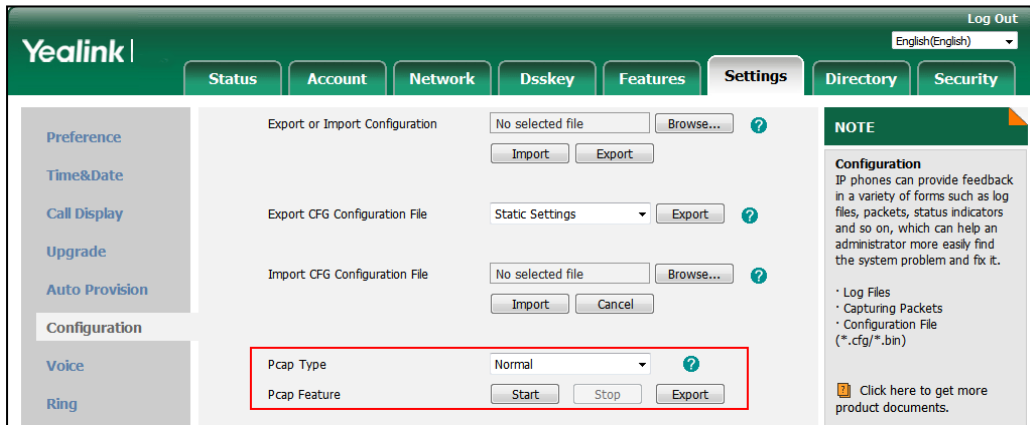 Log Out
Yealink
English(English)
Status Account Network Dsskey Features Settings Directory Security
Preference
Time&Date
Call Display
Upgrade
Auto Provision
Configuration
Voice
Ring
Export or Import Configuration No selected file Browse... ?
Import Export
Export CFG Configuration File Static Settings Export ?
Import CFG Configuration File No selected file Browse... ?
Import Cancel
Pcap Type Normal ?
Pcap Feature Start Stop Export
NOTE
Configuration
IP phones can provide feedback
in a variety of forms such as log
files, packets, status indicators
and so on, which can help an
administrator more easily find
the system problem and fix it.
· Log Files
· Capturing Packets
· Configuration File
(*.cfg/*.bin)
? Click here to get more
product documents.